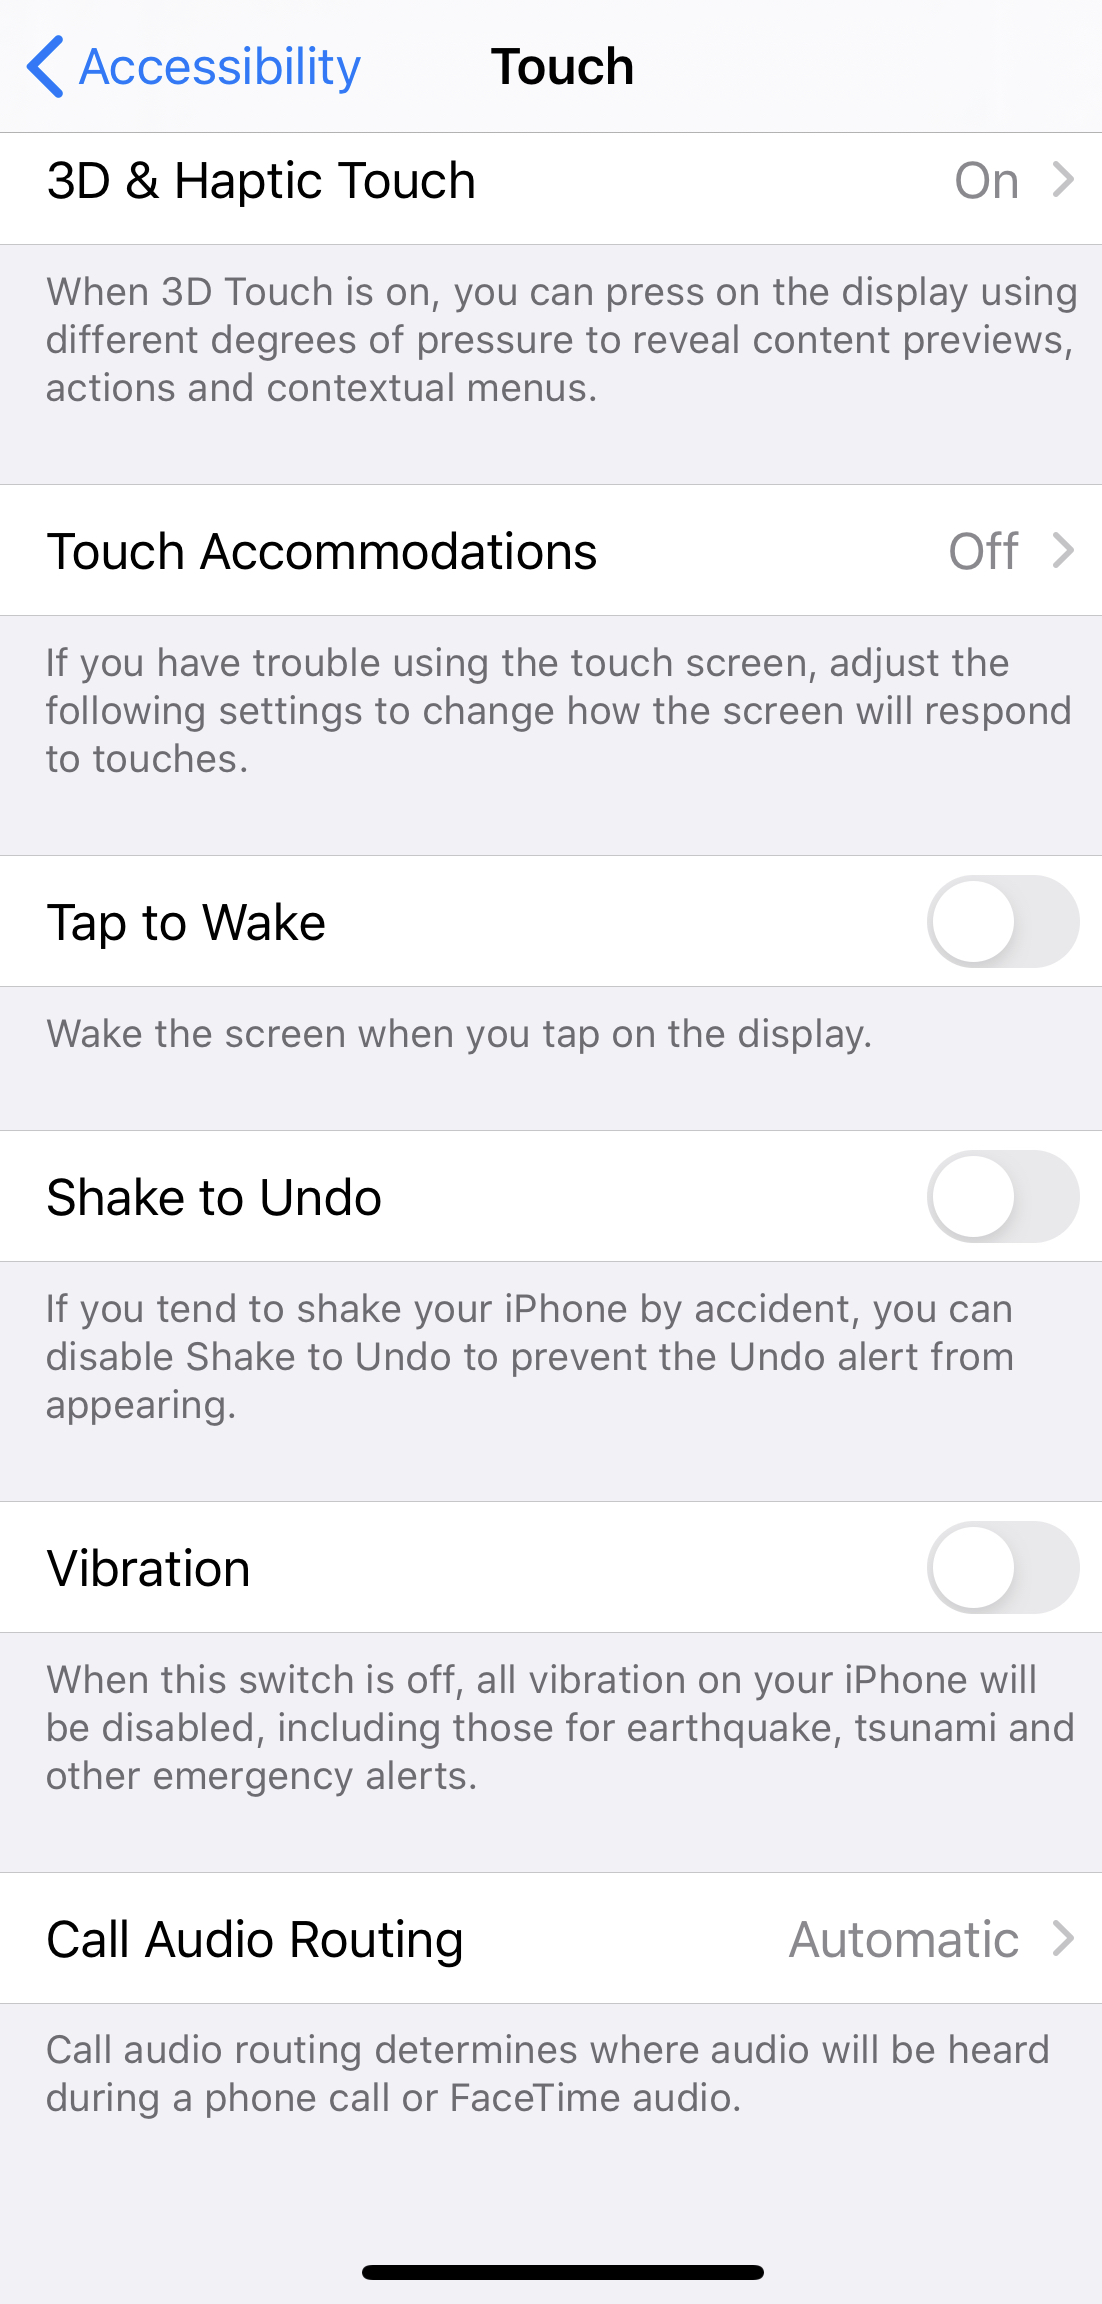 Accessibility
Touch
3D & Haptic Touch
On
When 3D Touch is on, you can press on the display using
different degrees of pressure to reveal content previews,
actions and contextual menus.
Touch Accommodations
Off
If you have trouble using the touch screen, adjust the
following settings to change how the screen will respond
to touches.
Tap to Wake
Wake the screen when you tap on the display.
Shake to Undo
If you tend to shake your iPhone by accident, you can
disable Shake to Undo to prevent the Undo alert from
appearing.
Vibration
When this switch is off, all vibration on your iPhone will
be disabled, including those for earthquake, tsunami and
other emergency alerts.
Call Audio Routing
Automatic
Call audio routing determines where audio will be heard
during a phone call or FaceTime audio.